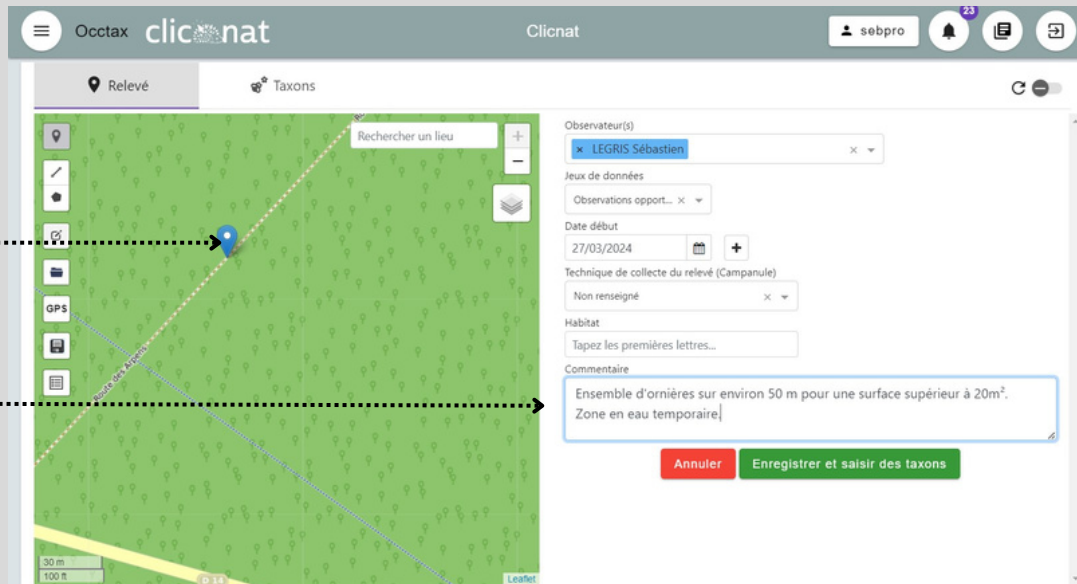 Occtax clicnat
Clicnat
sebpro
23
Relevé
Taxons
Rechercher un lieu
+
−
GPS
Route des Arpens
30 m
100 ft
D 14
Leaflet
Observateur(s)
× LEGRIS Sébastien
Jeux de données
Observations opport...
Date début
27/03/2024
Technique de collecte du relevé (Campanule)
Non renseigné
Habitat
Tapez les premières lettres...
Commentaire
Ensemble d'ornières sur environ 50 m pour une surface supérieur à 20m².
Zone en eau temporaire.
Annuler
Enregistrer et saisir des taxons